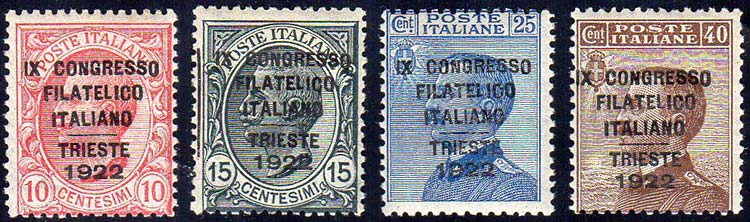 POSTE ITALIANE
IX CONGRESSO
FILATELICO
ITALIANO
TRIESTE
1922
10 CENTESIMI 10
POSTE ITALIANE
IX CONGRESSO
FILATELICO
ITALIANO
TRIESTE
1922
15 CENTESIMI 15
Cent POSTE ITALIANE 25
IX CONGRESSO
FILATELICO
ITALIANO
TRIESTE
1922
Cent POSTE ITALIANE 40
IX CONGRESSO
FILATELICO
ITALIANO
TRIESTE
1922